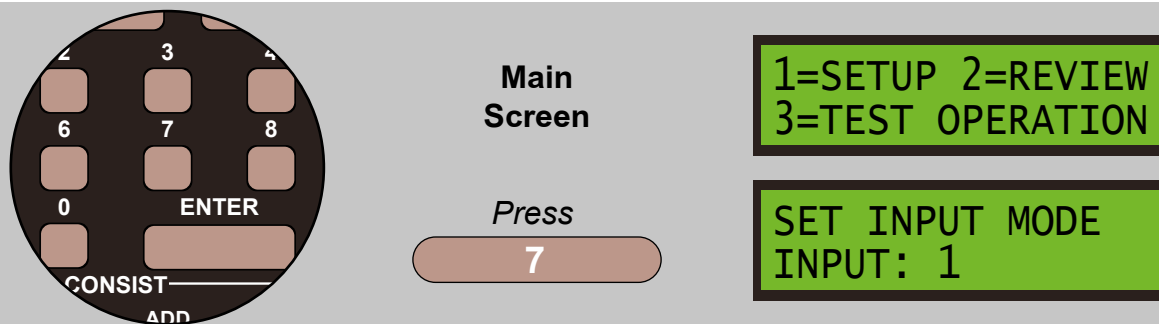 2 3 4
6 7 8
0 ENTER
CONSIST
ADD
Main
Screen
1=SETUP 2=REVIEW
3=TEST OPERATION
Press
7
SET INPUT MODE
INPUT: 1